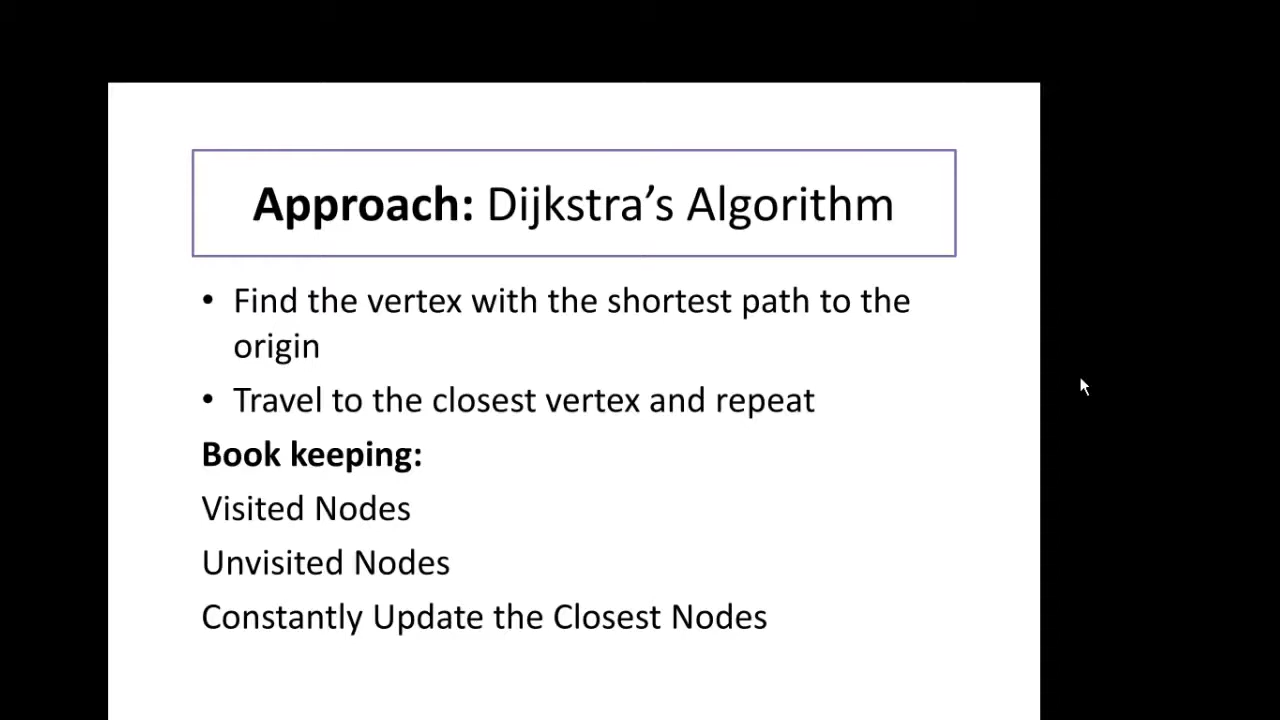 Approach: Dijkstra’s Algorithm
• Find the vertex with the shortest path to the
origin
• Travel to the closest vertex and repeat
Book keeping:
Visited Nodes
Unvisited Nodes
Constantly Update the Closest Nodes